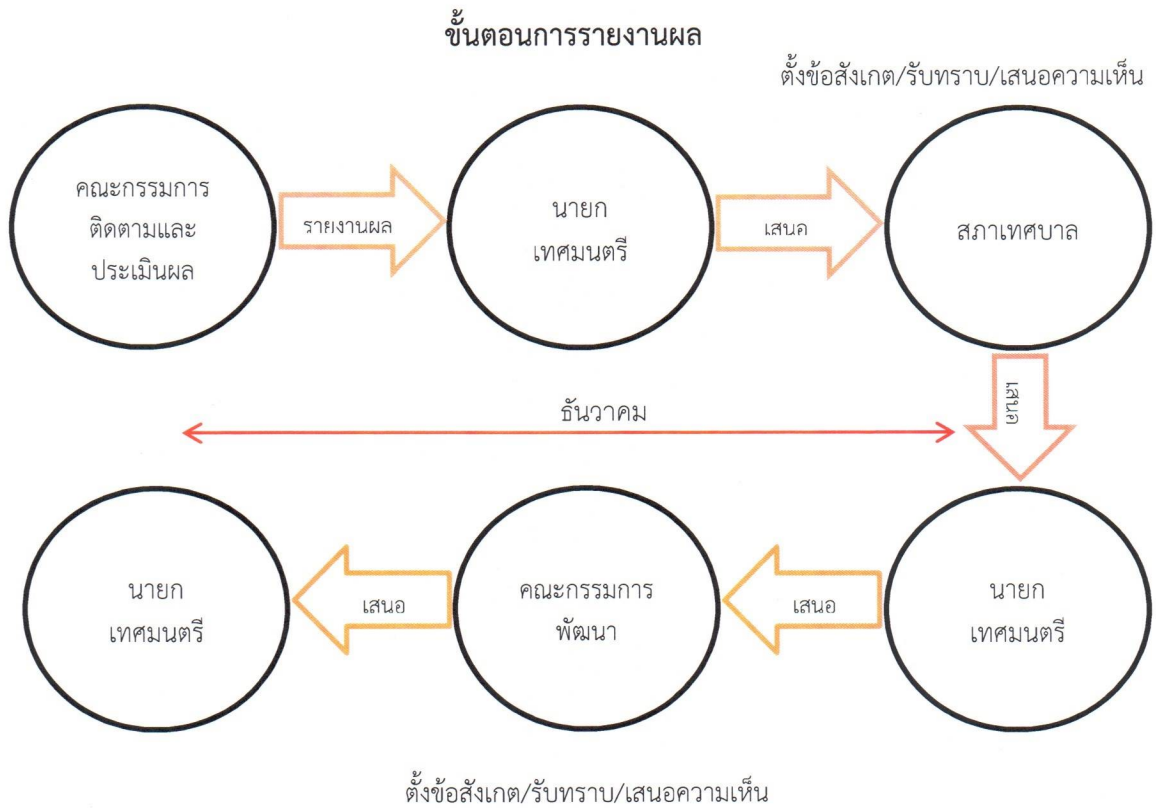 ขั้นตอนการรายงานผล
ตั้งข้อสังเกต/รับทราบ/เสนอความเห็น
คณะกรรมการ
ติดตามและ
ประเมินผล
รายงานผล
นายก
เทศมนตรี
เสนอ
สภาเทศบาล
เสนอ
ธันวาคม
นายก
เทศมนตรี
เสนอ
คณะกรรมการ
พัฒนา
เสนอ
นายก
เทศมนตรี
ตั้งข้อสังเกต/รับทราบ/เสนอความเห็น